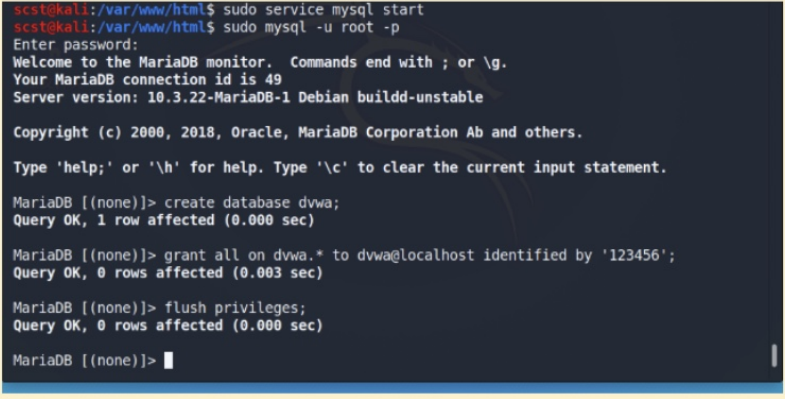 scst@kali:/var/www/html$ sudo service mysql start
scst@kali:/var/www/html$ sudo mysql -u root -p
Enter password:
Welcome to the MariaDB monitor.  Commands end with ; or \g.
Your MariaDB connection id is 49
Server version: 10.3.22-MariaDB-1 Debian buildd-unstable
Copyright (c) 2000, 2018, Oracle, MariaDB Corporation Ab and others.
Type 'help;' or '\h' for help. Type '\c' to clear the current input statement.
MariaDB [(none)]> create database dvwa;
Query OK, 1 row affected (0.000 sec)
MariaDB [(none)]> grant all on dvwa.* to dvwa@localhost identified by '123456';
Query OK, 0 rows affected (0.003 sec)
MariaDB [(none)]> flush privileges;
Query OK, 0 rows affected (0.000 sec)
MariaDB [(none)]>